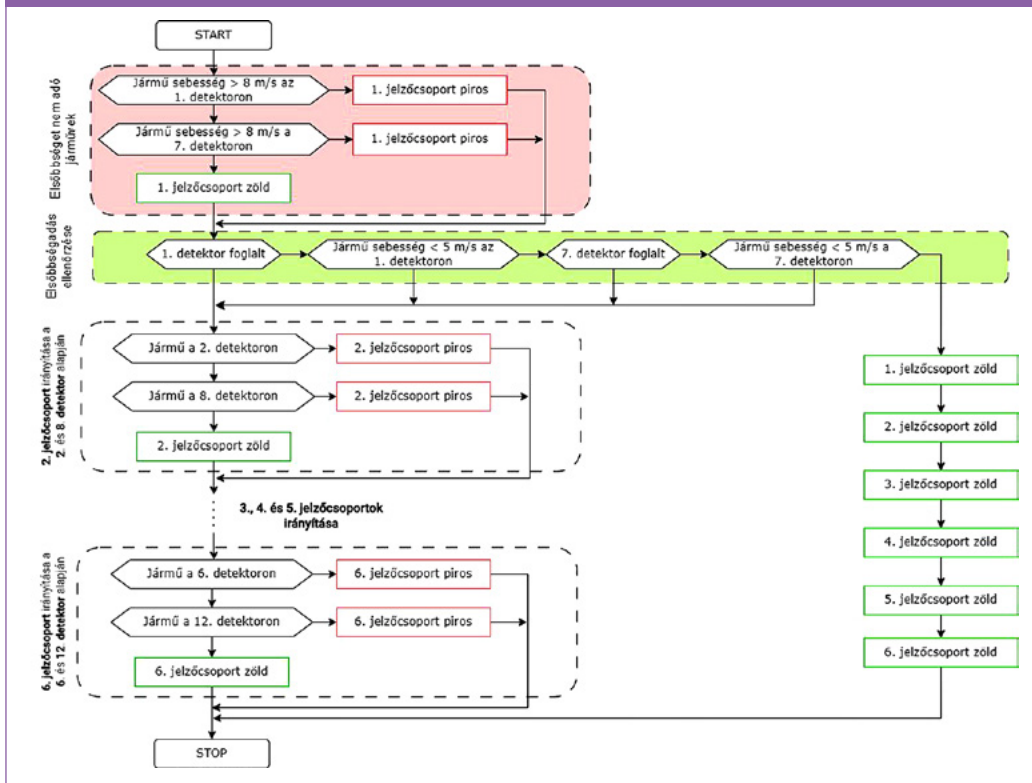 START
Elsőbbséget nem adó
járművek
Jármű sebesség > 8 m/s az
1. detektoron
1. jelzőcsoport piros
Jármű sebesség > 8 m/s a
7. detektoron
1. jelzőcsoport piros
1. jelzőcsoport zöld
Elsőbbségadás
ellenőrzése
1. detektor foglalt
Jármű sebesség < 5 m/s az
1. detektoron
7. detektor foglalt
Jármű sebesség < 5 m/s a
7. detektoron
2. jelzőcsoport irányítása a
2. és 8. detektor alapján
Jármű a 2. detektoron
2. jelzőcsoport piros
Jármű a 8. detektoron
2. jelzőcsoport piros
2. jelzőcsoport zöld
3., 4. és 5. jelzőcsoportok
irányítása
6. jelzőcsoport irányítása a
6. és 12. detektor alapján
Jármű a 6. detektoron
6. jelzőcsoport piros
Jármű a 12. detektoron
6. jelzőcsoport piros
6. jelzőcsoport zöld
1. jelzőcsoport zöld
2. jelzőcsoport zöld
3. jelzőcsoport zöld
4. jelzőcsoport zöld
5. jelzőcsoport zöld
6. jelzőcsoport zöld
STOP